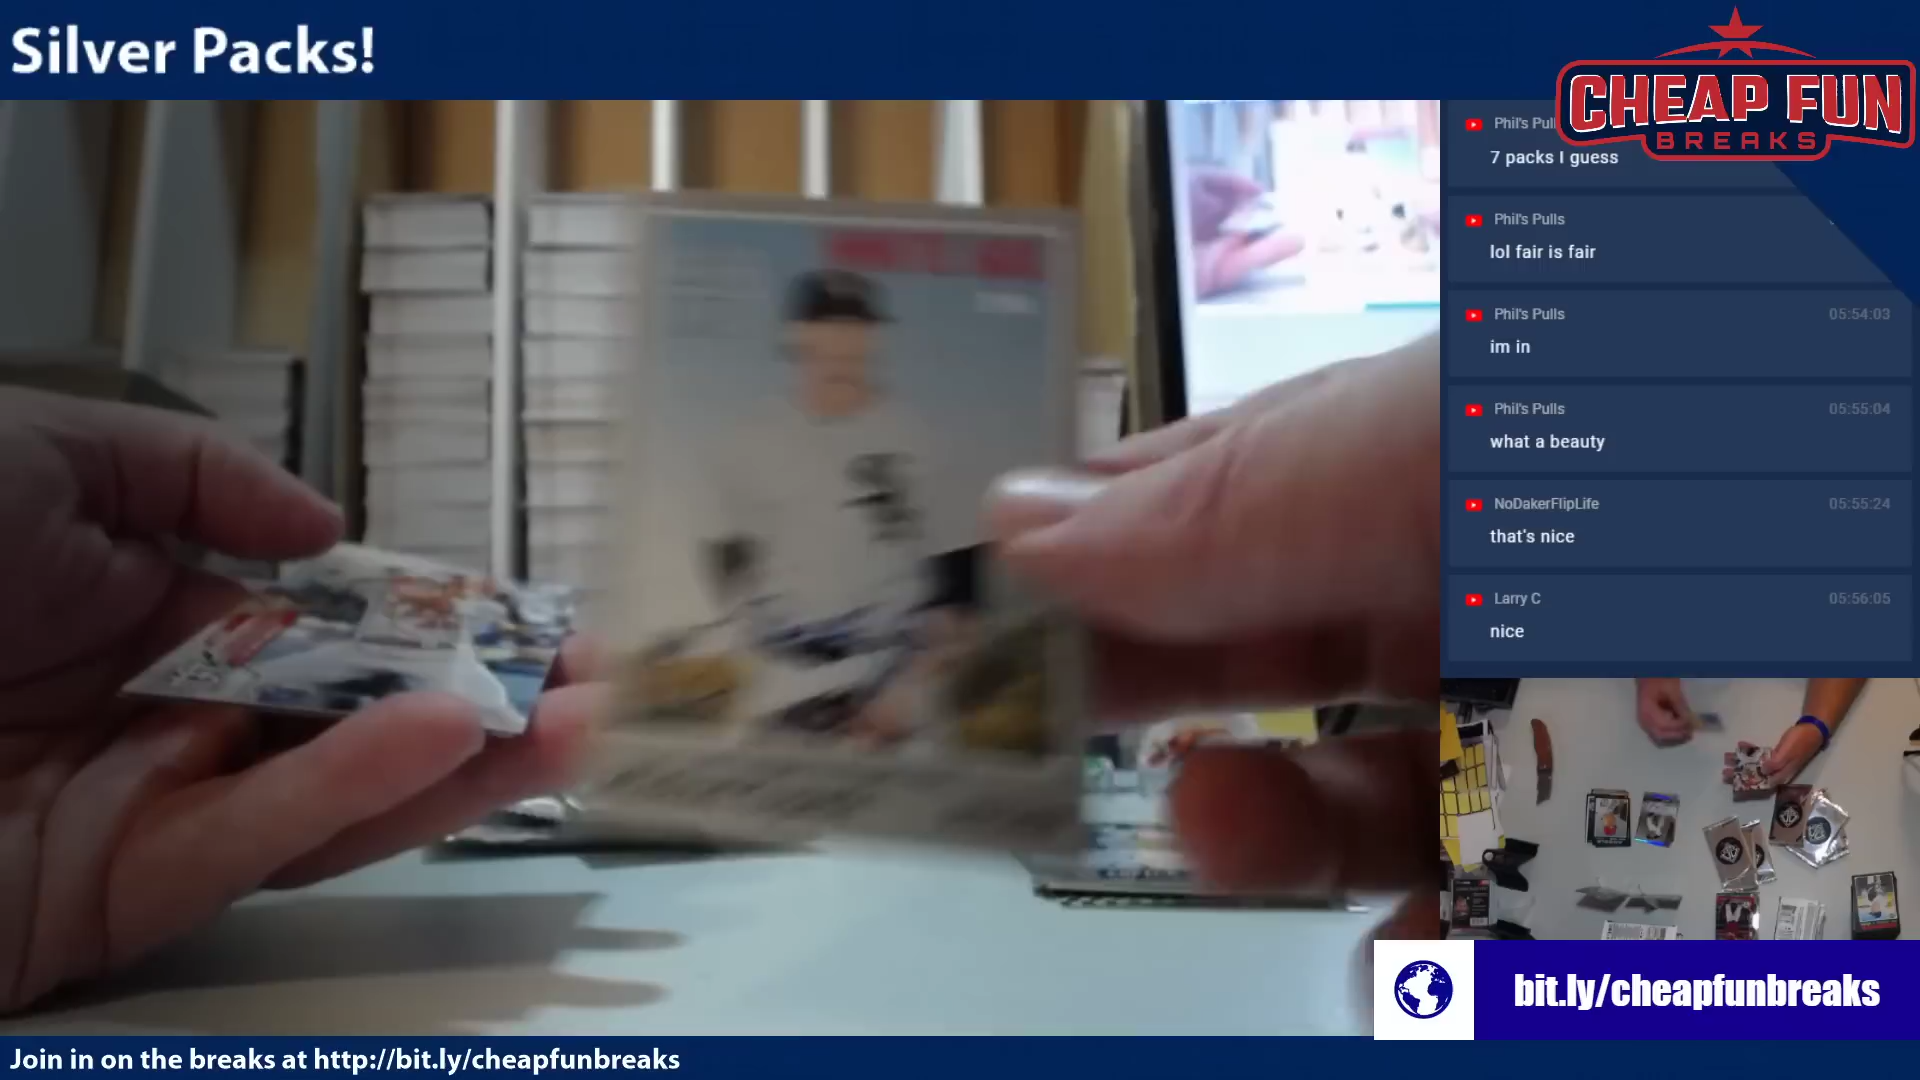 Silver Packs!
CHEAP FUN
BREAKS
Phil's Pull
7 packs I guess
Phil's Pulls
lol fair is fair
Phil's Pulls 05:54:03
im in
Phil's Pulls 05:55:04
what a beauty
NoDakerFlipLife 05:55:24
that's nice
Larry C 05:56:05
nice
bit.ly/cheapfunbreaks
Join in on the breaks at http://bit.ly/cheapfunbreaks